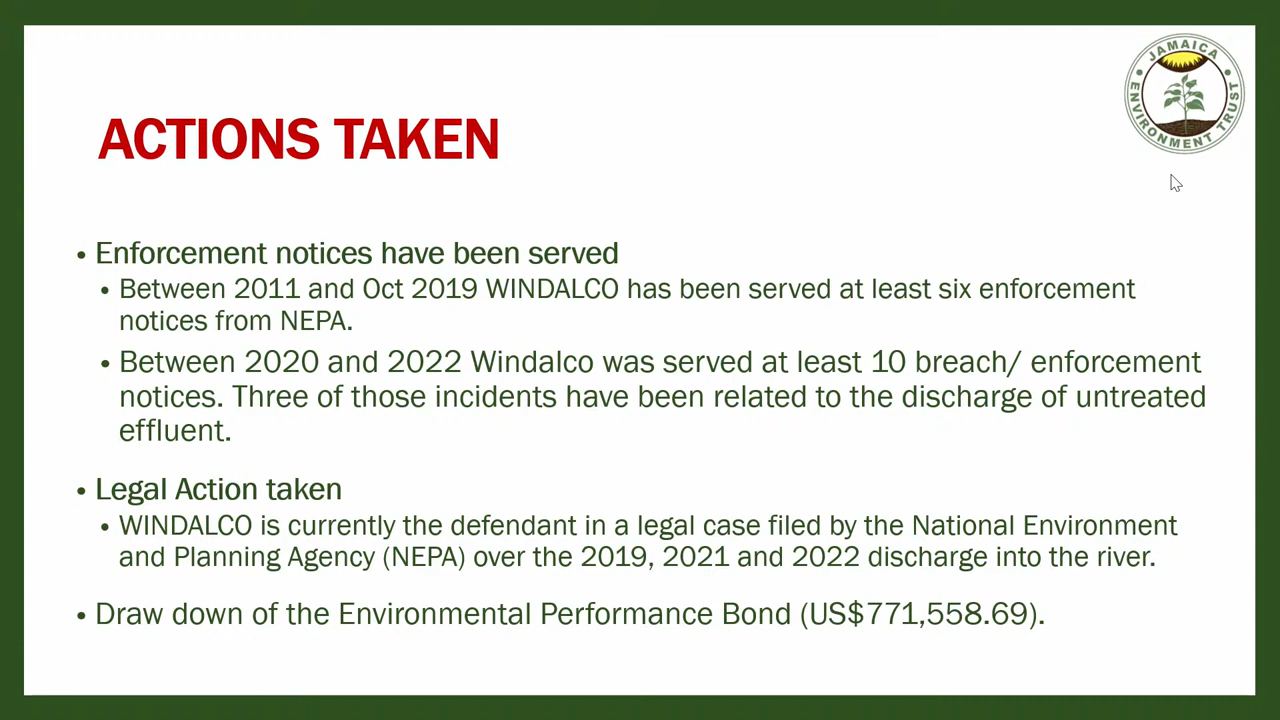 JAMAICA
ENVIRONMENT TRUST
ACTIONS TAKEN
• Enforcement notices have been served
• Between 2011 and Oct 2019 WINDALCO has been served at least six enforcement
notices from NEPA.
• Between 2020 and 2022 Windalco was served at least 10 breach/ enforcement
notices. Three of those incidents have been related to the discharge of untreated
effluent.
• Legal Action taken
• WINDALCO is currently the defendant in a legal case filed by the National Environment
and Planning Agency (NEPA) over the 2019, 2021 and 2022 discharge into the river.
• Draw down of the Environmental Performance Bond (US$771,558.69).